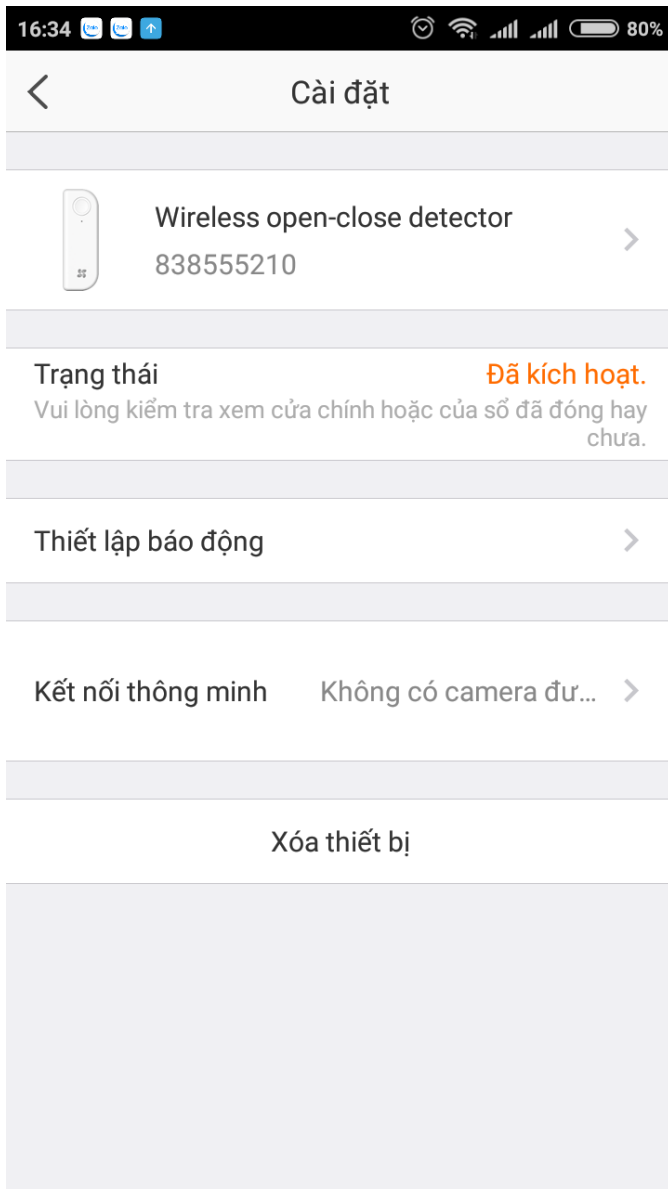 16:34
80%
Cài đặt
Wireless open-close detector
838555210
Trạng thái
Đã kích hoạt.
Vui lòng kiểm tra xem cửa chính hoặc của sổ đã đóng hay
chưa.
Thiết lập báo động
Kết nối thông minh
Không có camera đư...
Xóa thiết bị